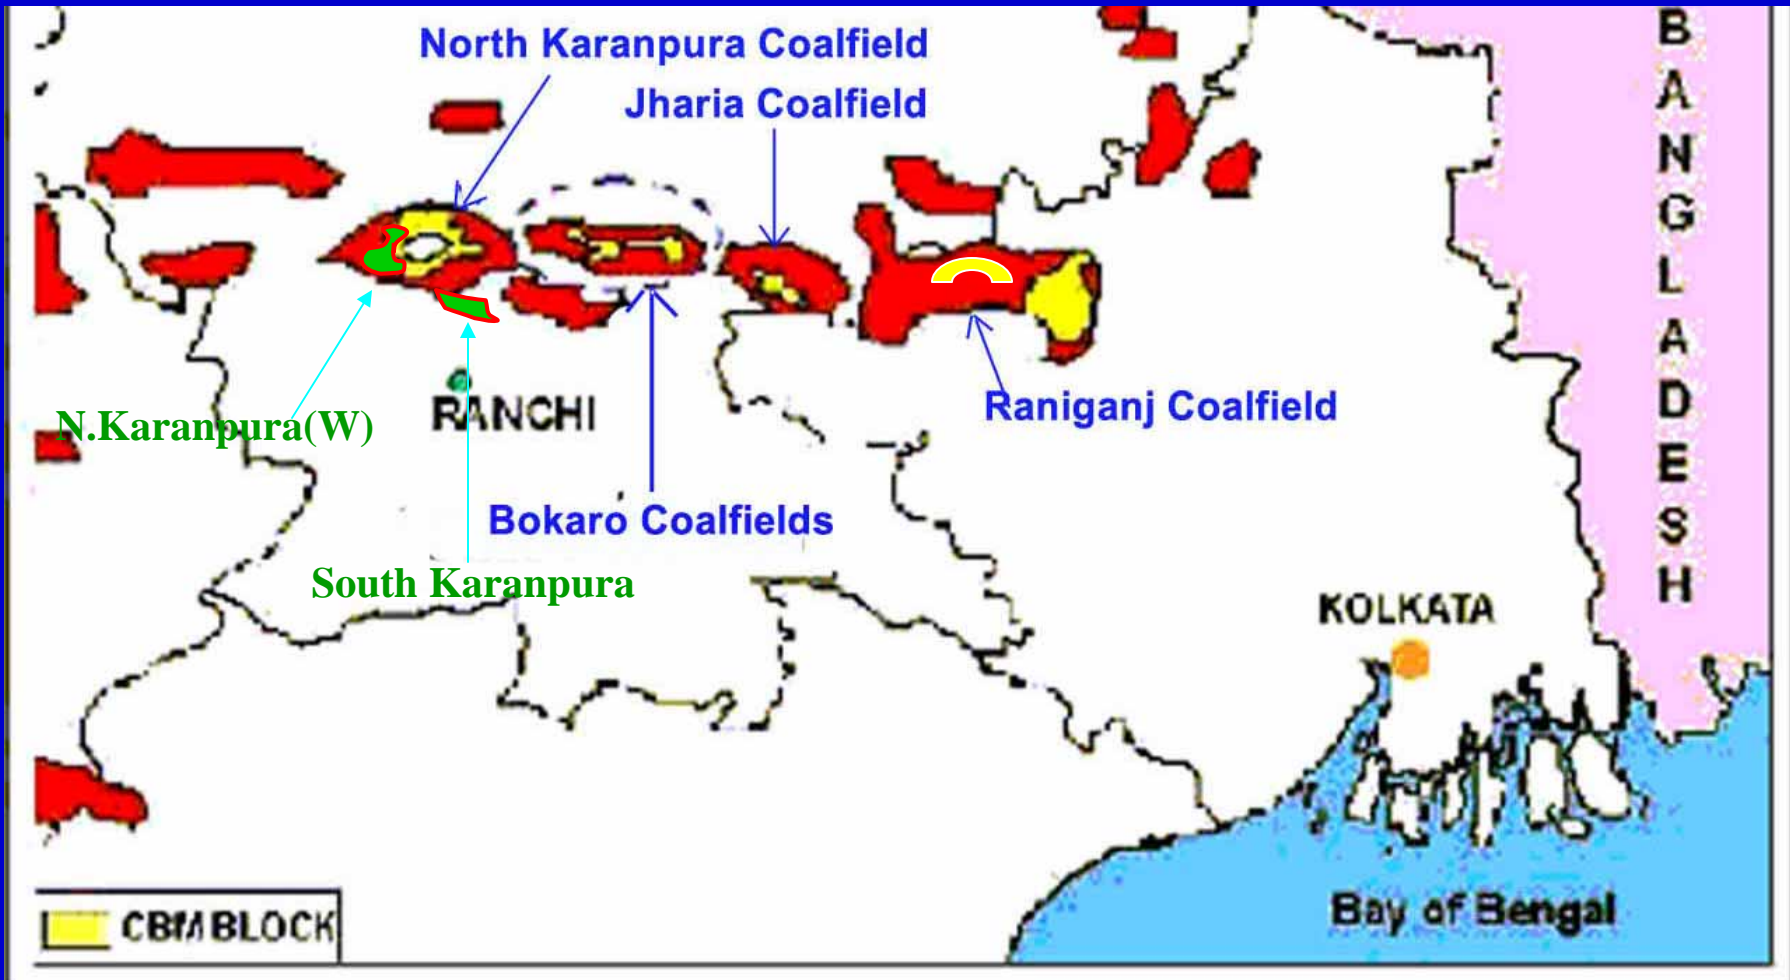 North Karanpura Coalfield
Jharia Coalfield
BANGLADESH
N.Karanpura(W)
RANCHI
Raniganj Coalfield
Bokaro Coalfields
South Karanpura
KOLKATA
Bay of Bengal
CBM BLOCK